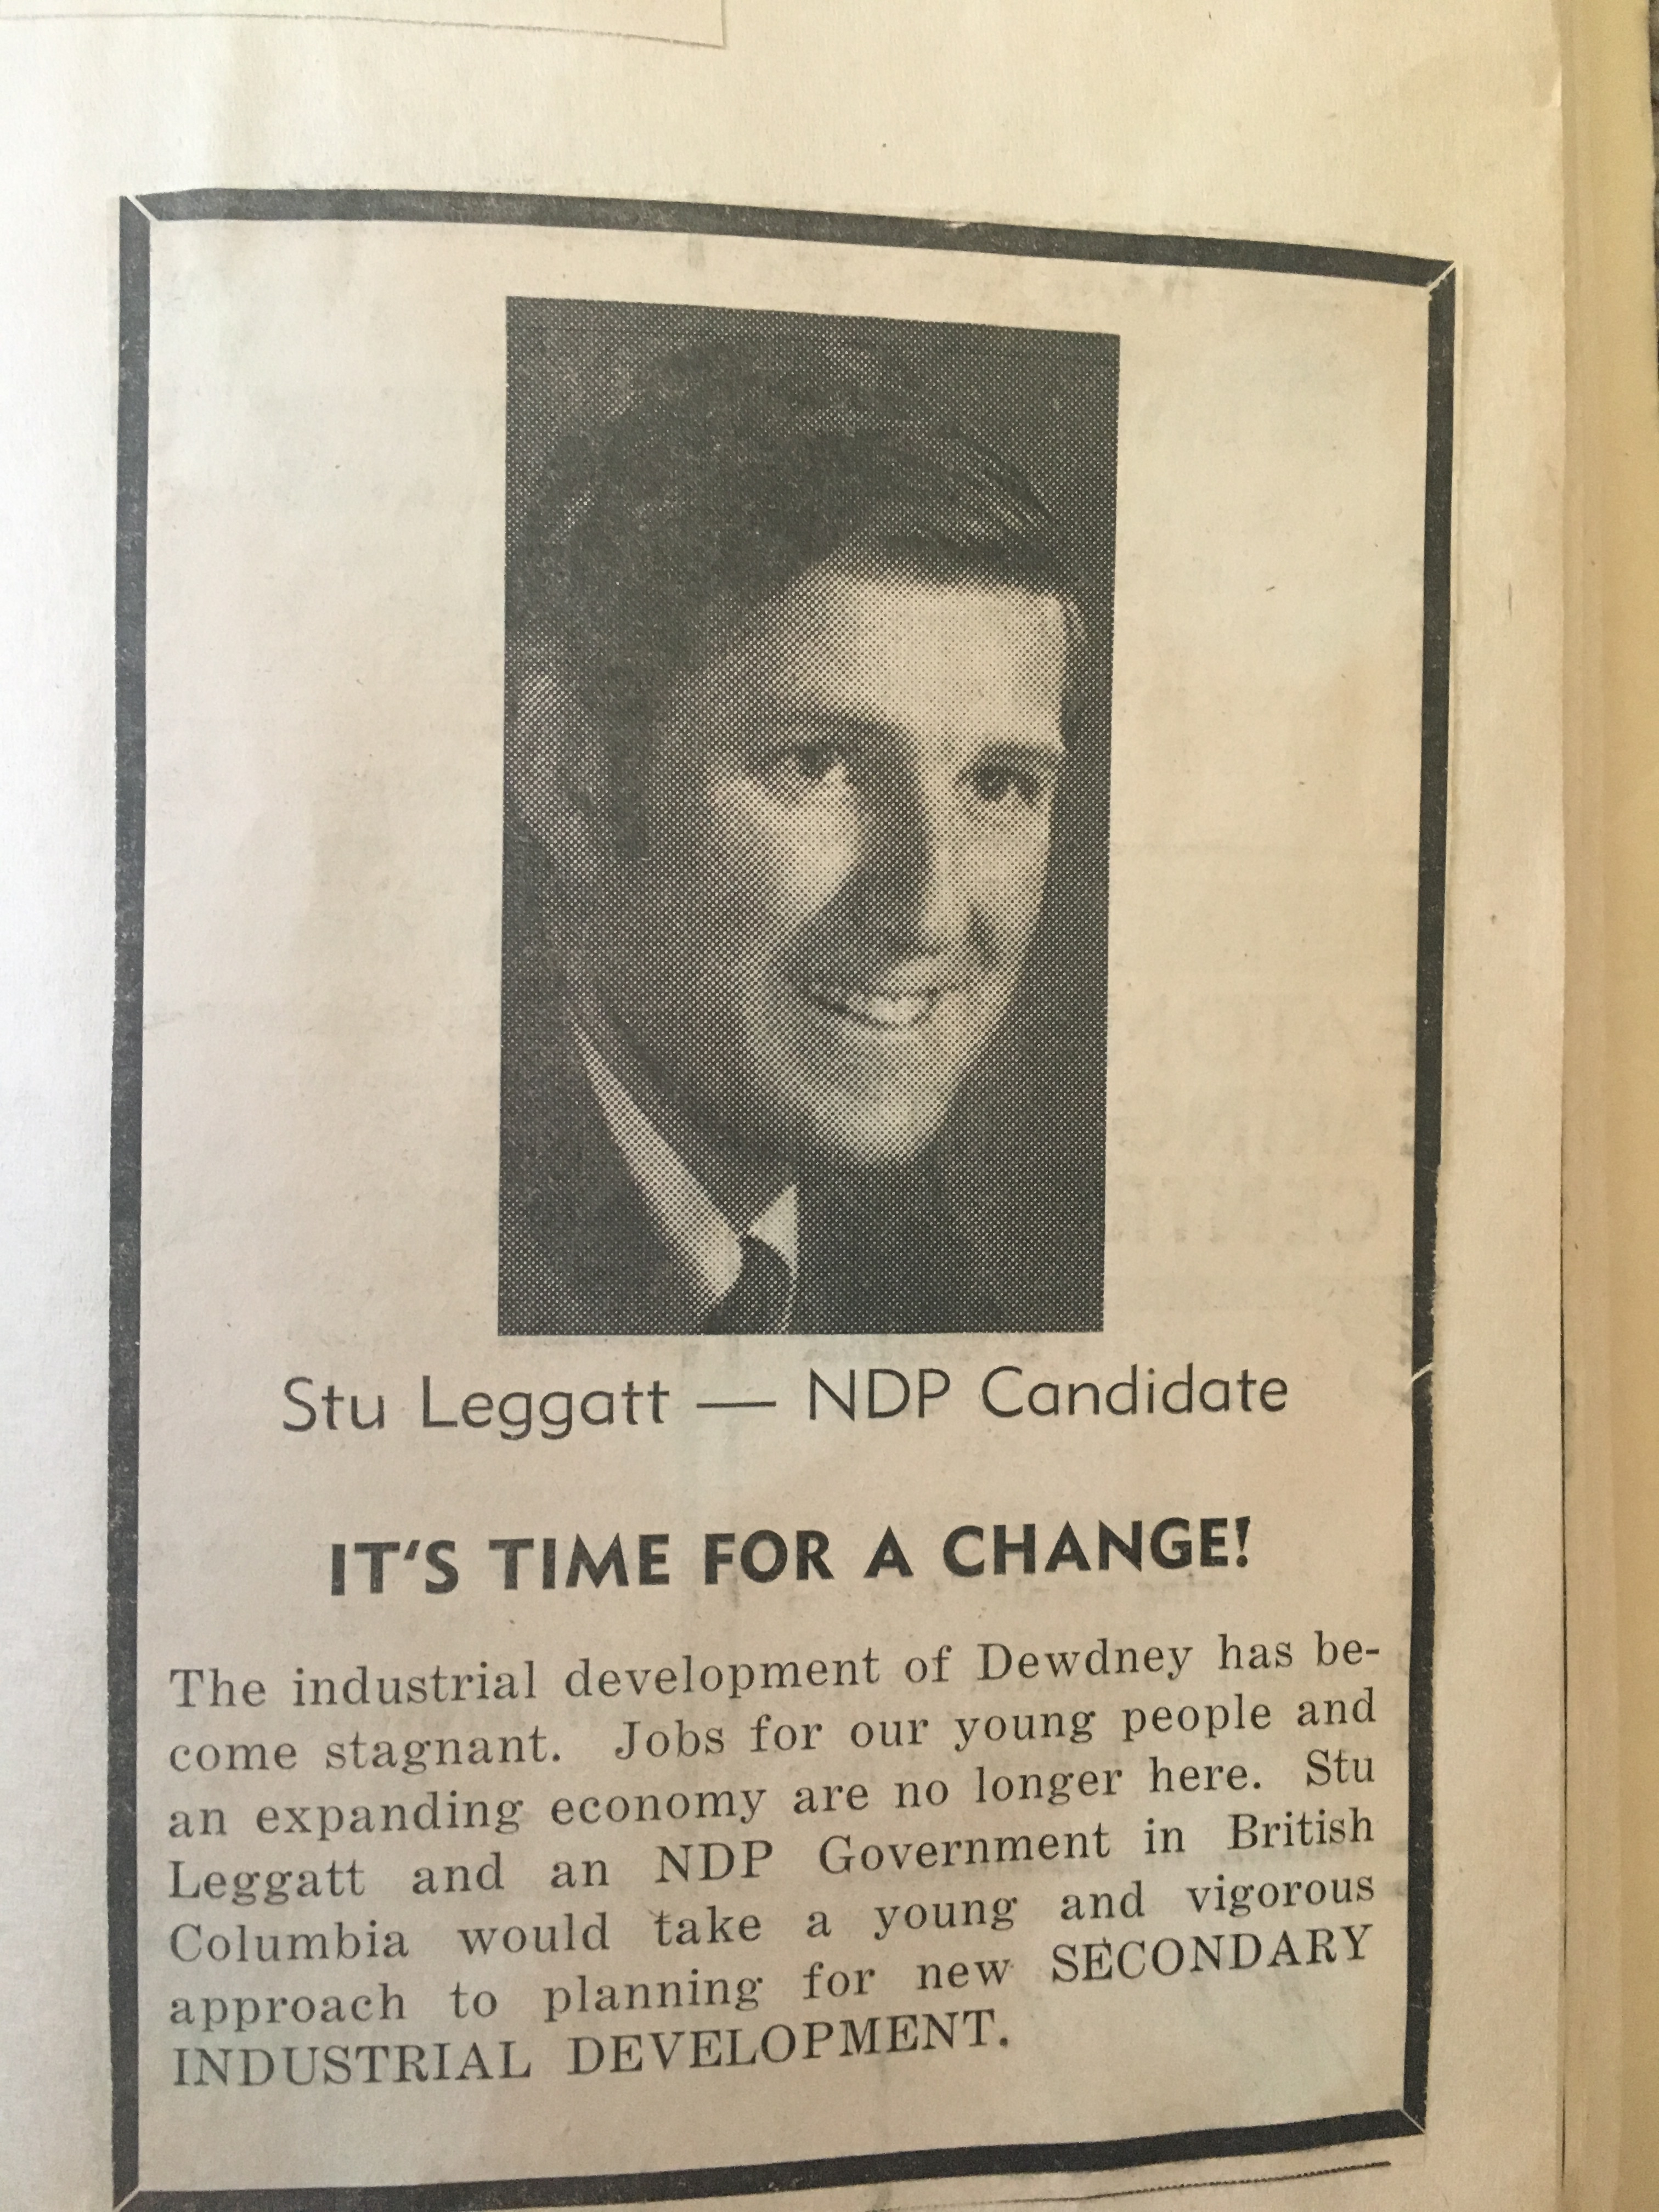 Stu Leggatt — NDP Candidate
IT'S TIME FOR A CHANGE!
The industrial development of Dewdney has be-
come stagnant. Jobs for our young people and
an expanding economy are no longer here. Stu
Leggatt and an NDP Government in British
Columbia would take a young and vigorous
approach to planning for new SECONDARY
INDUSTRIAL DEVELOPMENT.